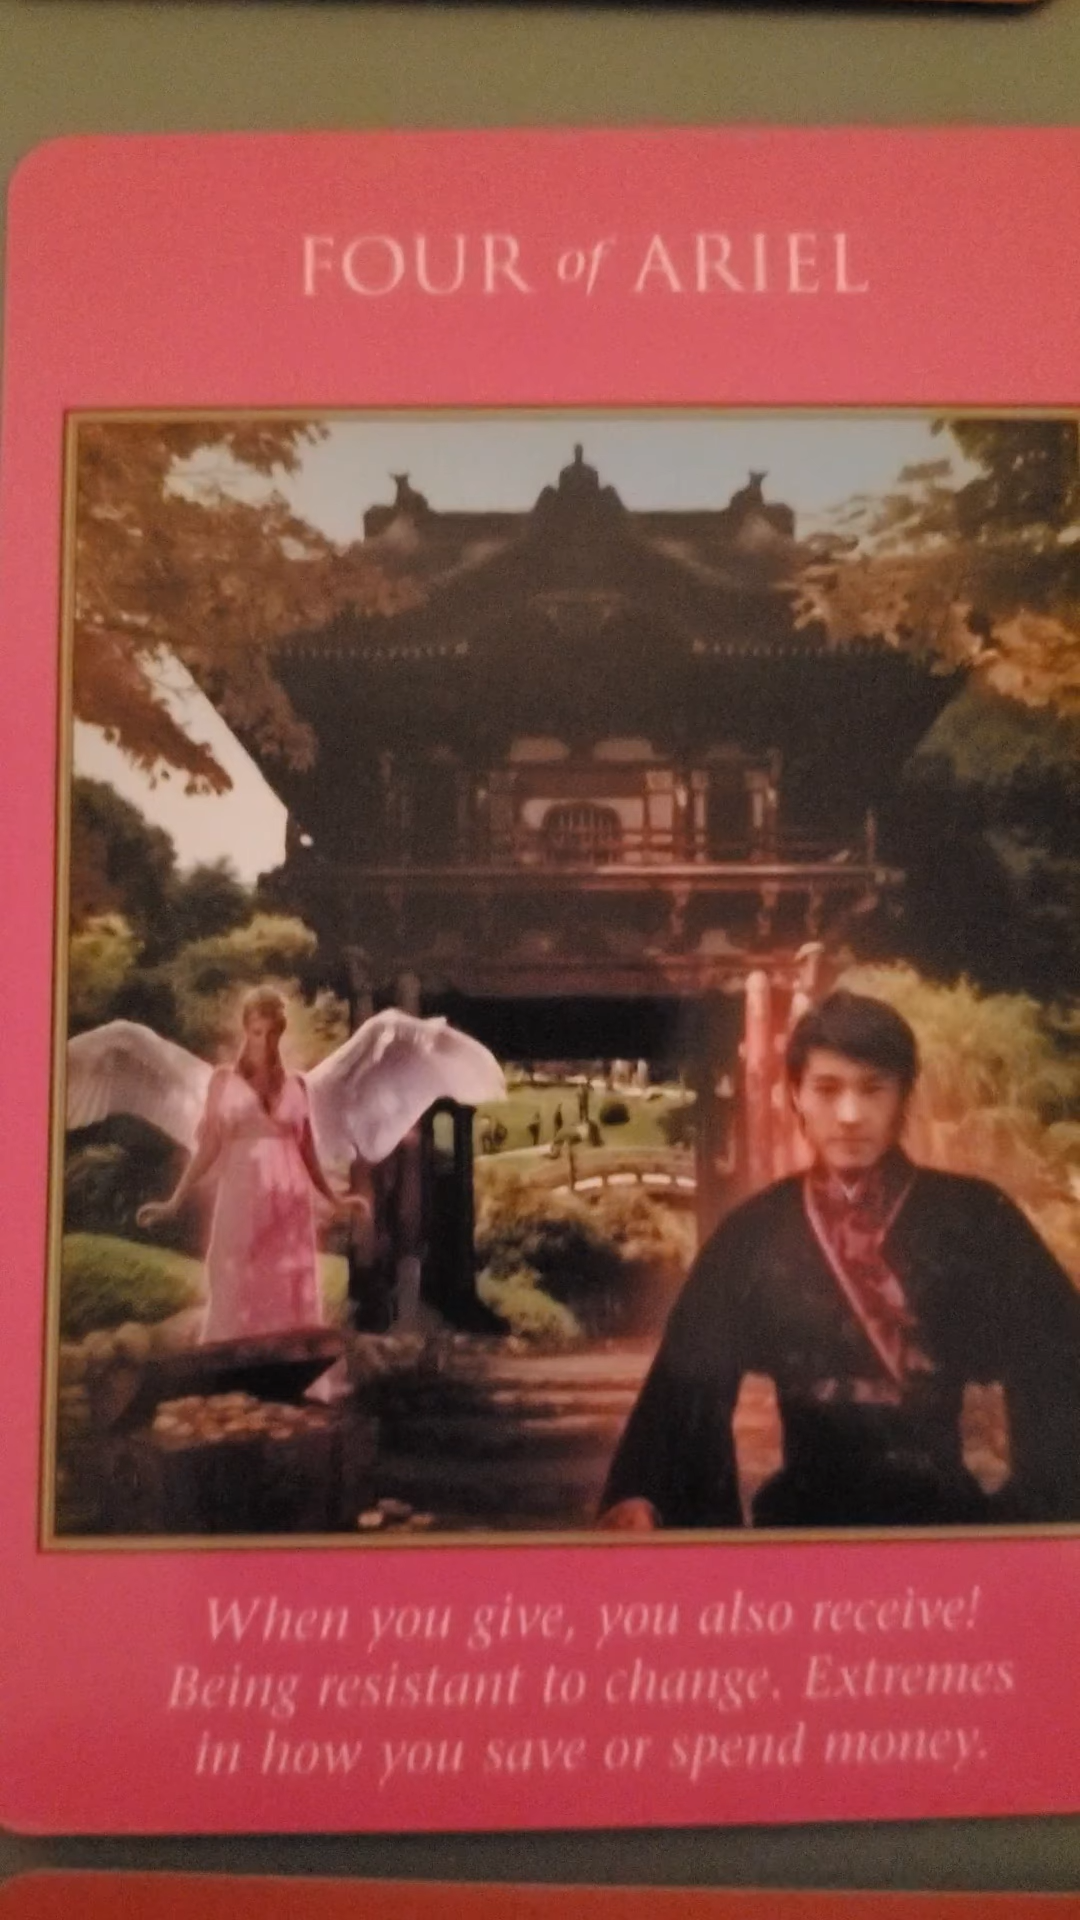 FOUR of ARIEL
When you give, you also receive!
Being resistant to change. Extremes
in how you save or spend money.